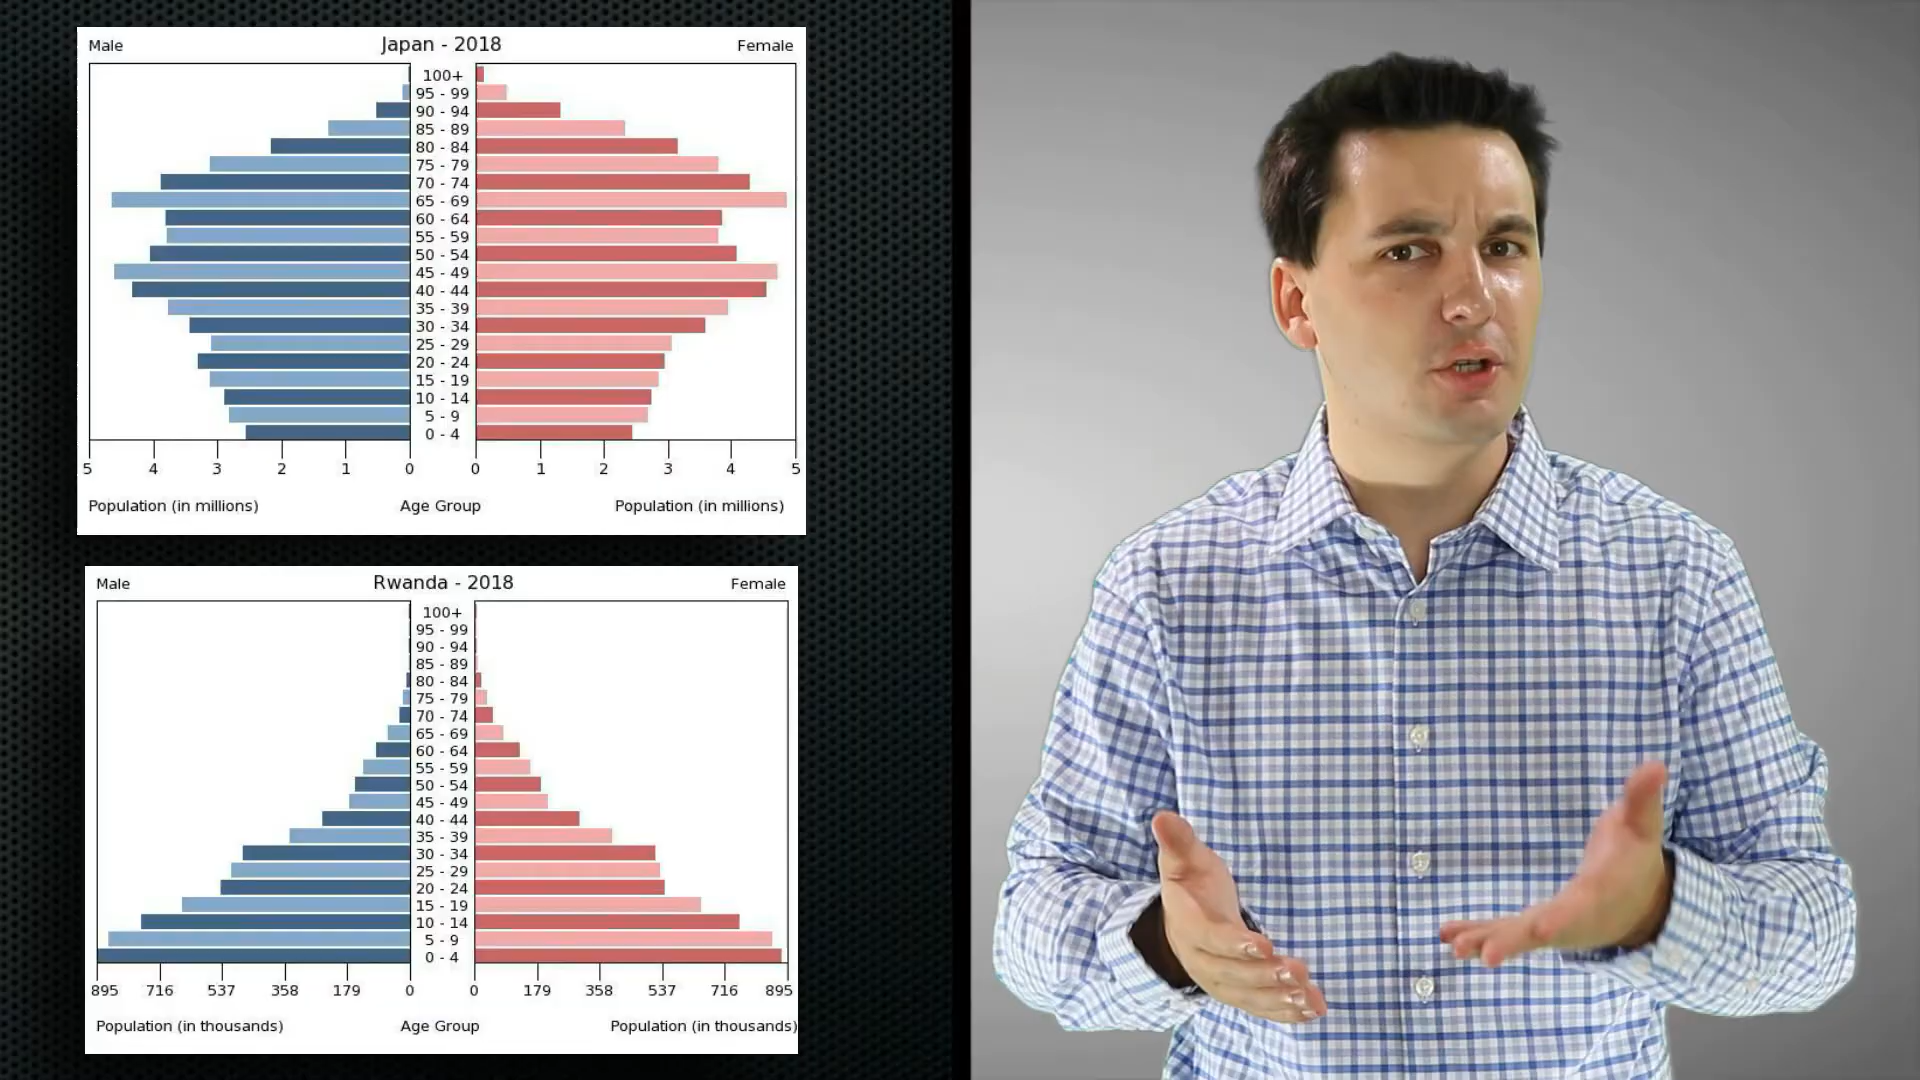 Male Japan - 2018 Female
100+
95 - 99
90 - 94
85 - 89
80 - 84
75 - 79
70 - 74
65 - 69
60 - 64
55 - 59
50 - 54
45 - 49
40 - 44
35 - 39
30 - 34
25 - 29
20 - 24
15 - 19
10 - 14
5 - 9
0 - 4
5 4 3 2 1 0 0 1 2 3 4 5
Population (in millions) Age Group Population (in millions)
Male Rwanda - 2018 Female
100+
95 - 99
90 - 94
85 - 89
80 - 84
75 - 79
70 - 74
65 - 69
60 - 64
55 - 59
50 - 54
45 - 49
40 - 44
35 - 39
30 - 34
25 - 29
20 - 24
15 - 19
10 - 14
5 - 9
0 - 4
895 716 537 358 179 0 0 179 358 537 716 895
Population (in thousands) Age Group Population (in thousands)